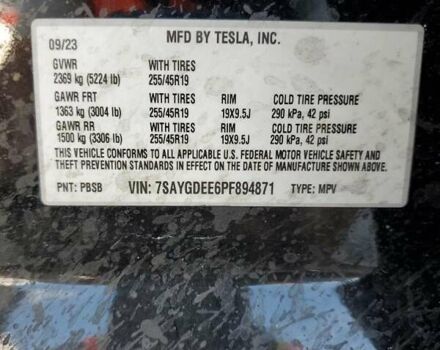 09/23 MFD BY TESLA, INC.
GVWR WITH TIRES
2369 kg (5224 lb) 255/45R19
GAWR FRT WITH TIRES RIM COLD TIRE PRESSURE
1363 kg (3004 lb) 255/45R19 19X9.5J 290 kPa, 42 psi
GAWR RR WITH TIRES RIM COLD TIRE PRESSURE
1500 kg (3306 lb) 255/45R19 19X9.5J 290 kPa, 42 psi
THIS VEHICLE CONFORMS TO ALL APPLICABLE U.S. FEDERAL MOTOR VEHICLE SAFETY AND
THEFT PREVENTION STANDARDS IN EFFECT ON THE DATE OF MANUFACTURE SHOWN ABOVE.
PNT: PBSB VIN: 7SAYGDEE6PF894871 TYPE: MPV